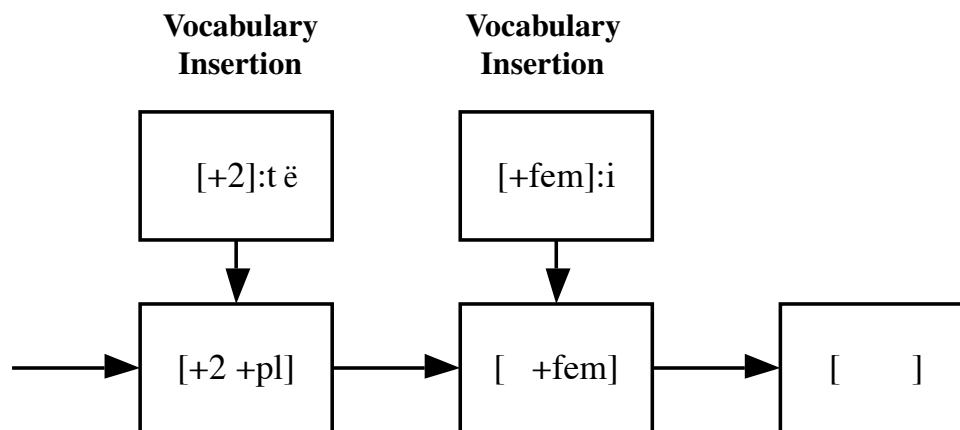 Vocabulary Insertion
Vocabulary Insertion
[+2]:t ë
[+fem]:i
[+2 +pl]
[ +fem]
[ ]